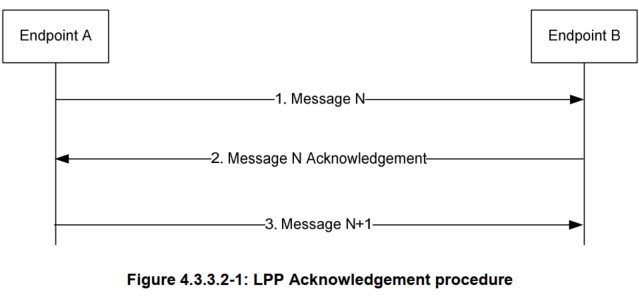 Endpoint A
Endpoint B
1. Message N
2. Message N Acknowledgement
3. Message N+1
Figure 4.3.3.2-1: LPP Acknowledgement procedure